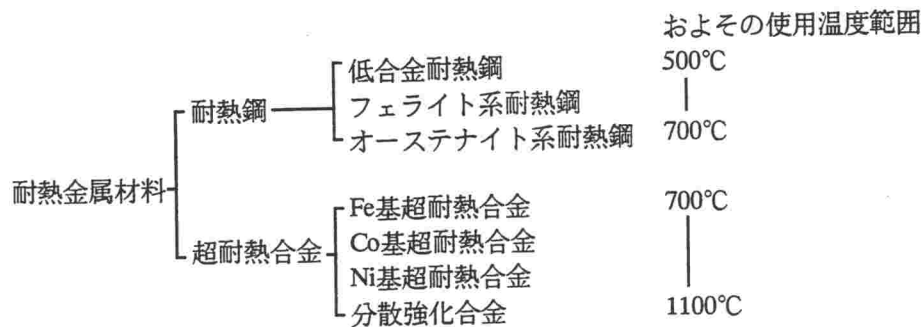 およその使用温度範囲
低合金耐熱鋼 500℃
耐熱鋼 フェライト系耐熱鋼
オーステナイト系耐熱鋼 700℃
耐熱金属材料
Fe基超耐熱合金 700℃
超耐熱合金 Co基超耐熱合金
Ni基超耐熱合金
分散強化合金 1100℃